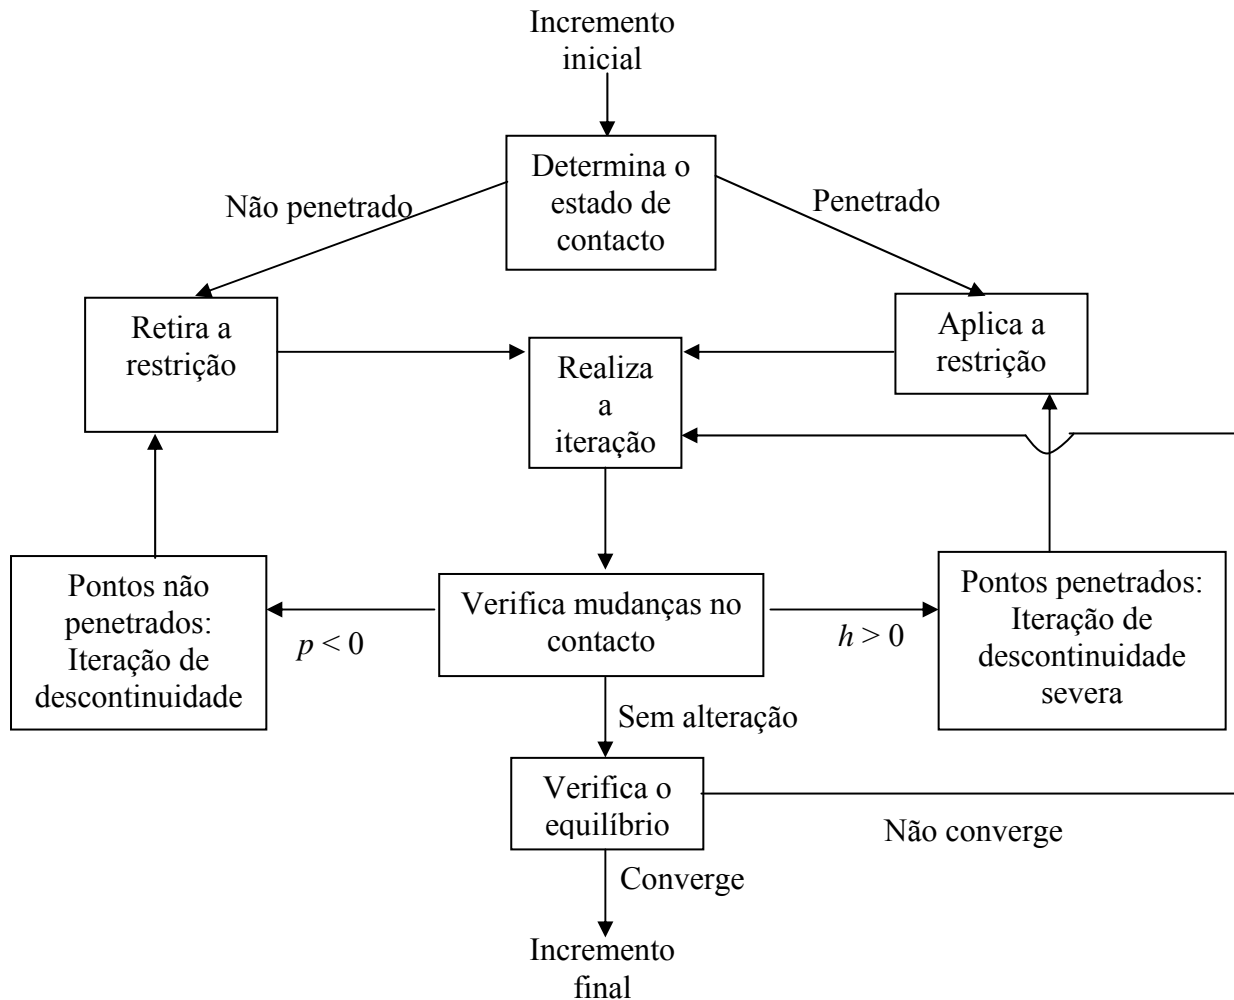 Incremento
inicial
Determina o
estado de
contacto
Não penetrado
Penetrado
Retira a
restrição
Realiza
a
iteração
Aplica a
restrição
Pontos não
penetrados:
Iteração de
descontinuidade
p < 0
Verifica mudanças no
contacto
h > 0
Pontos penetrados:
Iteração de
descontinuidade
severa
Sem alteração
Verifica o
equilíbrio
Não converge
Converge
Incremento
final